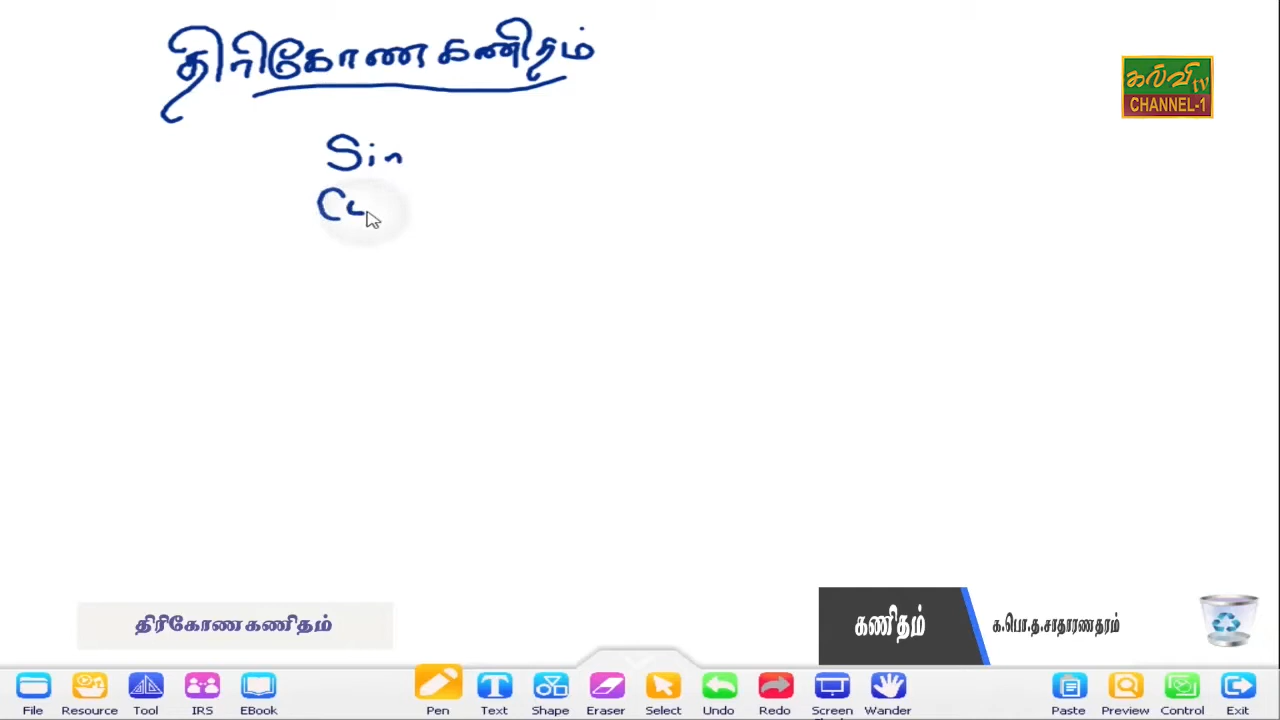 திரிகோணகணிதம்
கல்வி tv
CHANNEL-1
Sin
திரிகோணகணிதம்
கணிதம்
க.பொ.த.சாதாரணதரம்
File Resource Tool IRS EBook Pen Text Shape Eraser Select Undo Redo Screen Wander Paste Preview Control Exit